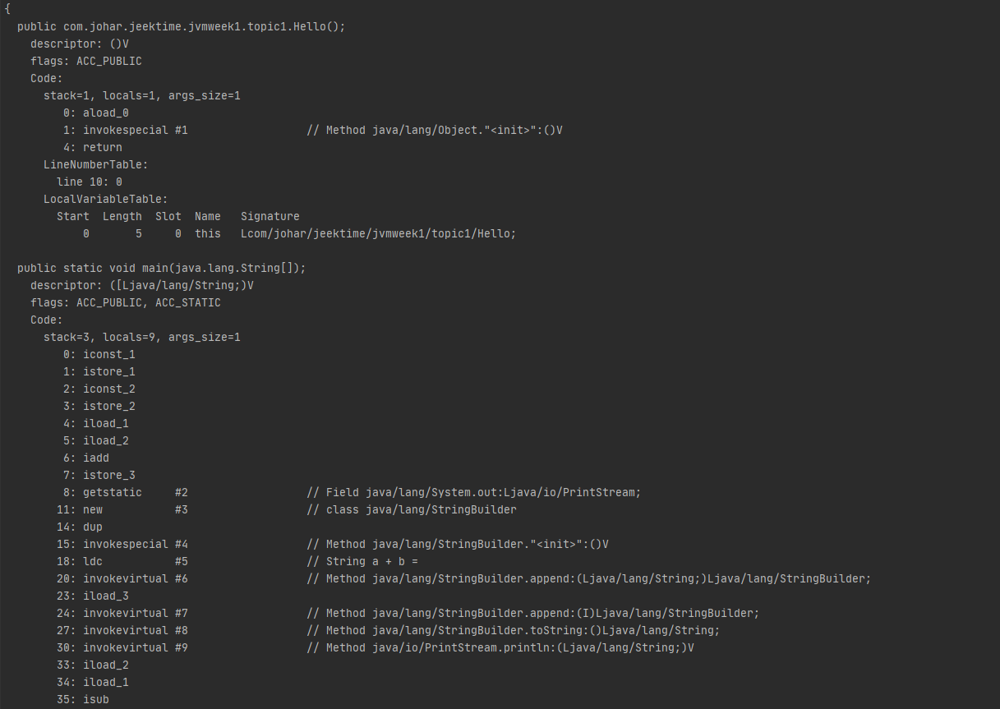 {
  public com.johar.jeektime.jvmweek1.topic1.Hello();
    descriptor: ()V
    flags: ACC_PUBLIC
    Code:
      stack=1, locals=1, args_size=1
         0: aload_0
         1: invokespecial #1                  // Method java/lang/Object."<init>":()V
         4: return
      LineNumberTable:
        line 10: 0
      LocalVariableTable:
        Start  Length  Slot  Name   Signature
            0       5     0  this   Lcom/johar/jeektime/jvmweek1/topic1/Hello;

  public static void main(java.lang.String[]);
    descriptor: ([Ljava/lang/String;)V
    flags: ACC_PUBLIC, ACC_STATIC
    Code:
      stack=3, locals=9, args_size=1
         0: iconst_1
         1: istore_1
         2: iconst_2
         3: istore_2
         4: iload_1
         5: iload_2
         6: iadd
         7: istore_3
         8: getstatic     #2                  // Field java/lang/System.out:Ljava/io/PrintStream;
        11: new           #3                  // class java/lang/StringBuilder
        14: dup
        15: invokespecial #4                  // Method java/lang/StringBuilder."<init>":()V
        18: ldc           #5                  // String a + b =
        20: invokevirtual #6                  // Method java/lang/StringBuilder.append:(Ljava/lang/String;)Ljava/lang/StringBuilder;
        23: iload_3
        24: invokevirtual #7                  // Method java/lang/StringBuilder.append:(I)Ljava/lang/StringBuilder;
        27: invokevirtual #8                  // Method java/lang/StringBuilder.toString:()Ljava/lang/String;
        30: invokevirtual #9                  // Method java/io/PrintStream.println:(Ljava/lang/String;)V
        33: iload_2
        34: iload_1
        35: isub